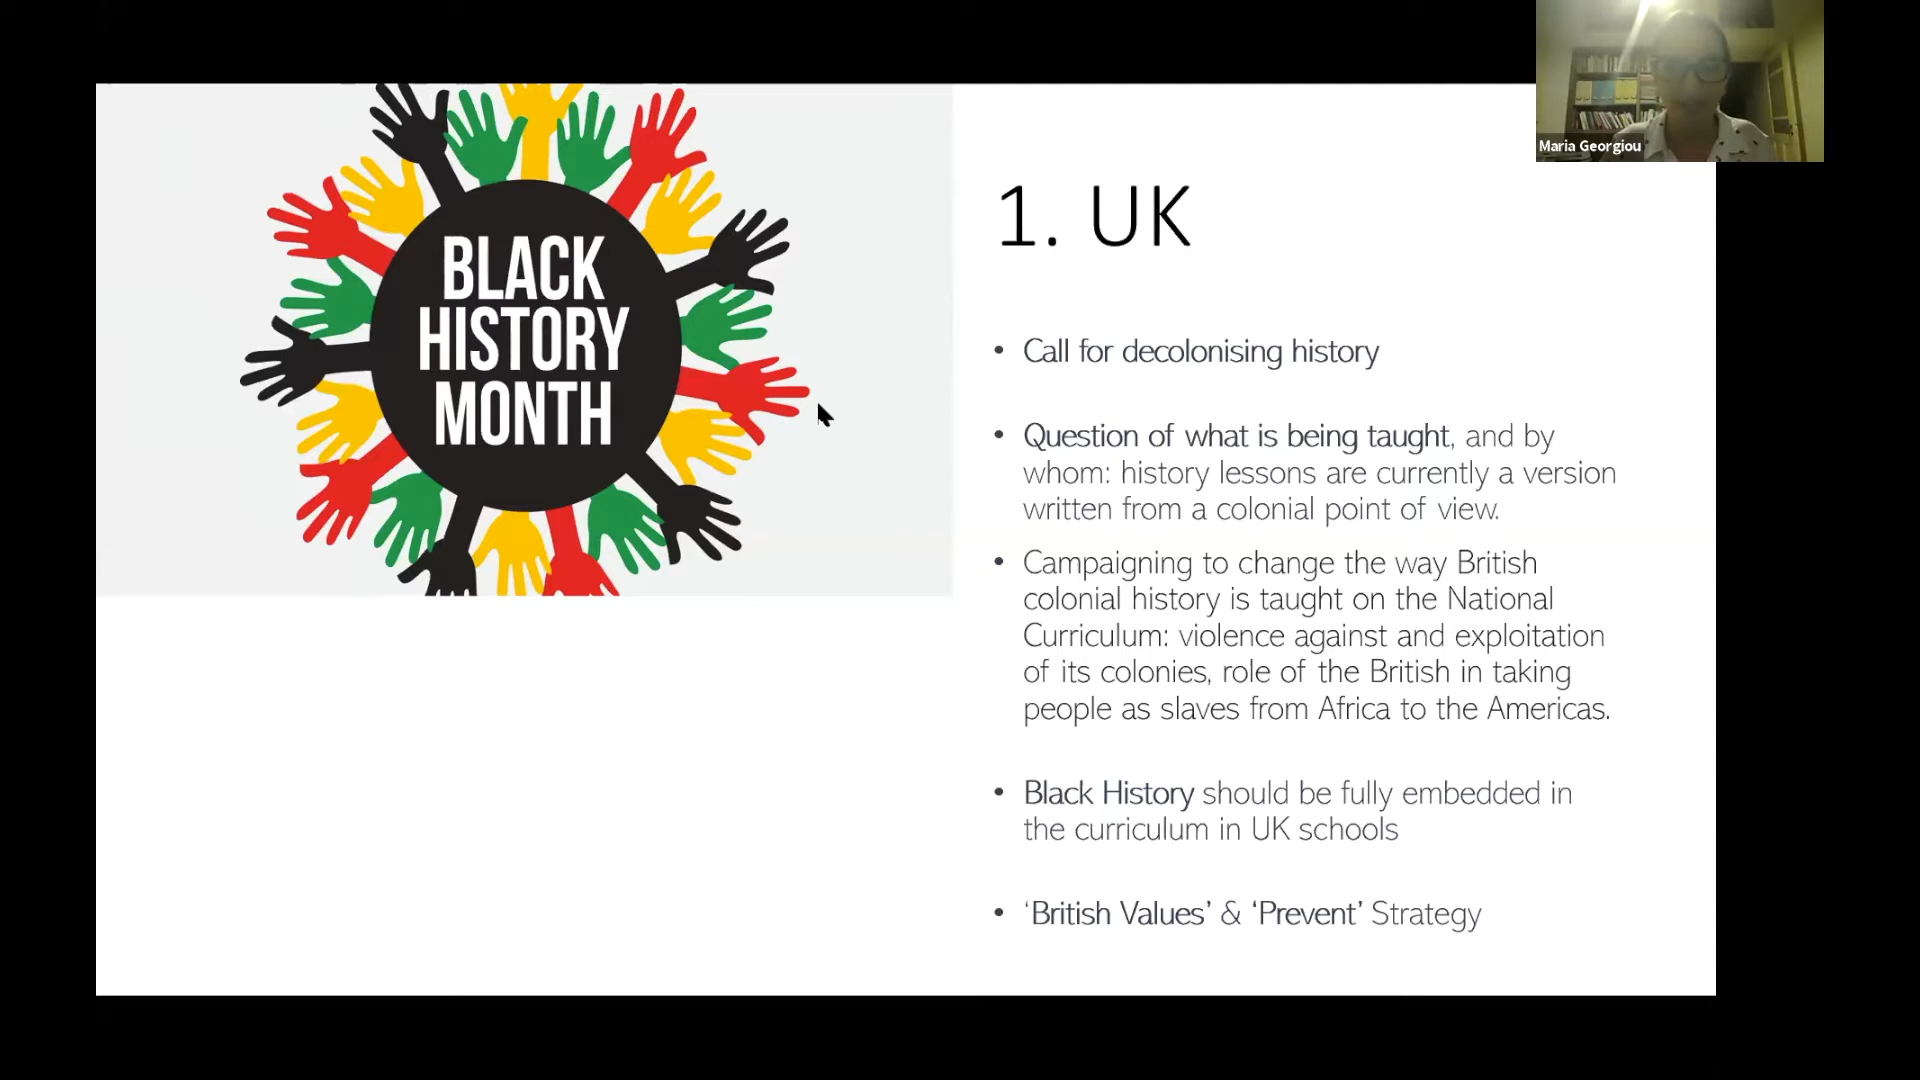 Maria Georgiou
BLACK
HISTORY
MONTH
1. UK
• Call for decolonising history
• Question of what is being taught, and by
whom: history lessons are currently a version
written from a colonial point of view.
• Campaigning to change the way British
colonial history is taught on the National
Curriculum: violence against and exploitation
of its colonies, role of the British in taking
people as slaves from Africa to the Americas.
• Black History should be fully embedded in
the curriculum in UK schools
• ‘British Values’ & ‘Prevent’ Strategy